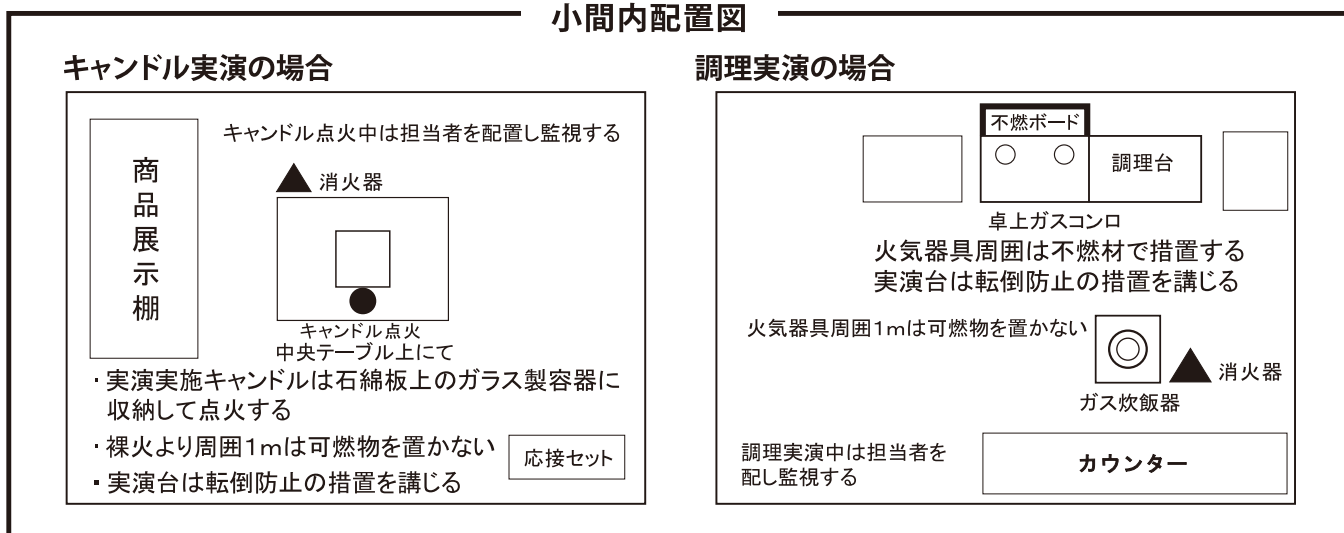 小間内配置図
キャンドル実演の場合
キャンドル点火中は担当者を配置し監視する
商品展示棚
消火器
キャンドル点火
中央テーブル上にて
・実演実施キャンドルは石綿板上のガラス製容器に
収納して点火する
・裸火より周囲1mは可燃物を置かない
応接セット
・実演台は転倒防止の措置を講じる
調理実演の場合
不燃ボード
調理台
卓上ガスコンロ
火気器具周囲は不燃材で措置する
実演台は転倒防止の措置を講じる
火気器具周囲1mは可燃物を置かない
消火器
ガス炊飯器
調理実演中は担当者を
配し監視する
カウンター